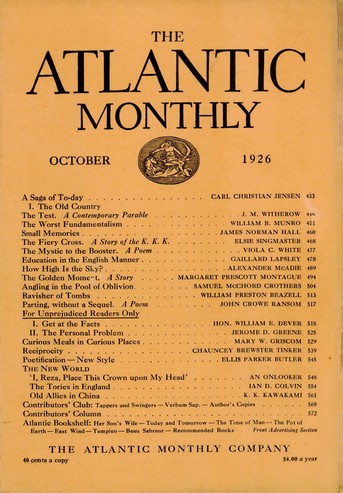 THE
ATLANTIC
MONTHLY
OCTOBER 1926
A Saga of To-day CARL CHRISTIAN JENSEN 433
I. The Old Country
The Test. A Contemporary Parable J. M. WITHEROW 446
The Worst Fundamentalism WILLIAM B. MUNRO 451
Small Memories JAMES NORMAN HALL 460
The Fiery Cross. A Story of the K. K. K. ELSIE SINGMASTER 468
The Mystic to the Booster. A Poem VIOLA C. WHITE 477
Education in the English Manner GAILLARD LAPSLEY 478
How High Is the Sky? ALEXANDER McADIE 489
The Golden Moment. A Story MARGARET PRESCOTT MONTAGUE 494
Angling in the Pool of Oblivion. SAMUEL McCHORD CROTHERS 504
Ravisher of Tombs WILLIAM PRESTON BEAZELL 513
Parting, without a Sequel. A Poem JOHN CROWE RANSOM 517
For Unprejudiced Readers Only
I. Get at the Facts HON. WILLIAM E. DEVER 518
II. The Personal Problem JEROME D. GREENE 525
Curious Meals in Curious Places MARY W. GRISCOM 529
Reciprocity CHAUNCEY BREWSTER TINKER 539
Poetification — New Style ELLIS PARKER BUTLER 545
THE NEW WORLD
'I, Reza, Place This Crown upon My Head' AN ONLOOKER 548
The Tories in England IAN D. COLVIN 554
Old Allies in China K. K. KAWAKAMI 561
Contributors' Club: Tappers and Swingers — Verbum Sap. — Author's Copies 568
Contributors' Column 572
Atlantic Bookshelf: Her Son's Wife — Today and Tomorrow — The Time of Man — The Pot of
Earth — East Wind — Tampico — Beau Sabreur — Recommended Books Front Advertising Section
THE ATLANTIC MONTHLY COMPANY
40 cents a copy $4.00 a year